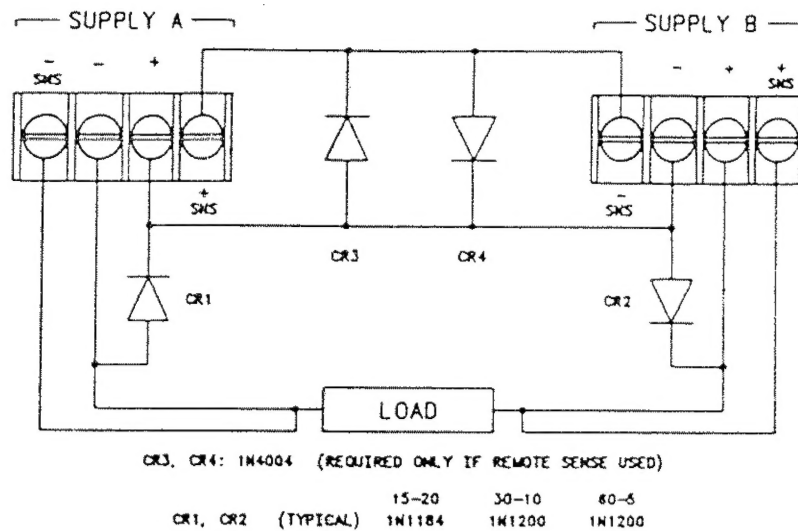 SUPPLY A SUPPLY B
- - + - + +
SNS SNS
+ -
SNS SNS
CR3 CR4
CR1 CR2
LOAD
CR3, CR4: 1N4004 (REQUIRED ONLY IF REMOTE SENSE USED)
15-20 30-10 60-5
CR1, CR2 (TYPICAL) 1N1184 1N1200 1N1200